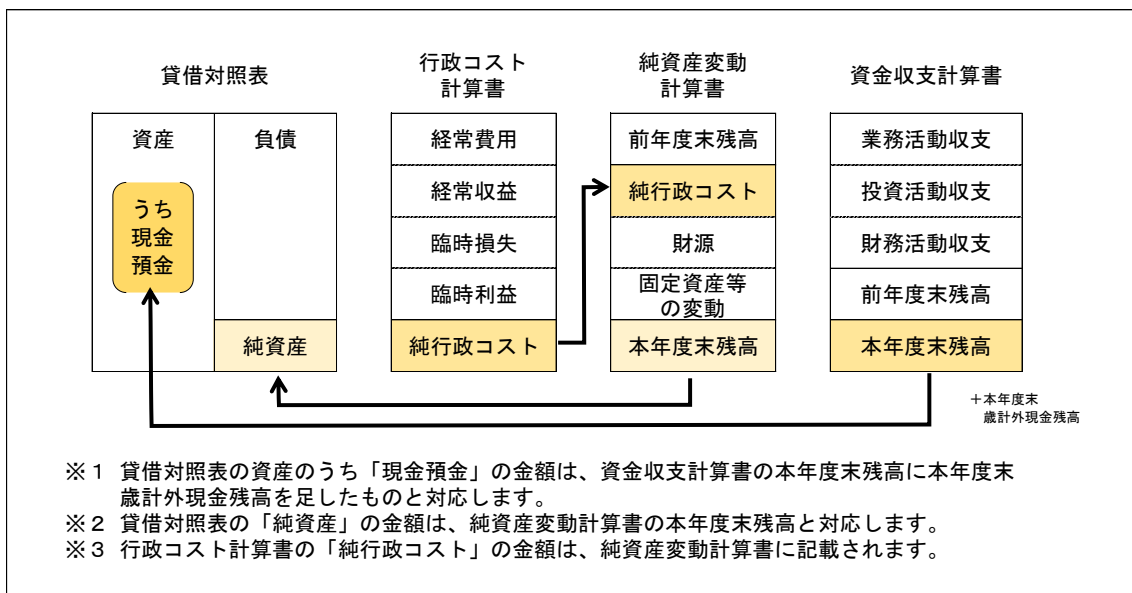 貸借対照表
行政コスト
計算書
純資産変動
計算書
資金収支計算書
資産
負債
うち
現金
預金
純資産
経常費用
経常収益
臨時損失
臨時利益
純行政コスト
前年度末残高
純行政コスト
財源
固定資産等
の変動
本年度末残高
業務活動収支
投資活動収支
財務活動収支
前年度末残高
本年度末残高
＋本年度末
歳計外現金残高
※１ 貸借対照表の資産のうち「現金預金」の金額は、資金収支計算書の本年度末残高に本年度末
歳計外現金残高を足したものと対応します。
※２ 貸借対照表の「純資産」の金額は、純資産変動計算書の本年度末残高と対応します。
※３ 行政コスト計算書の「純行政コスト」の金額は、純資産変動計算書に記載されます。